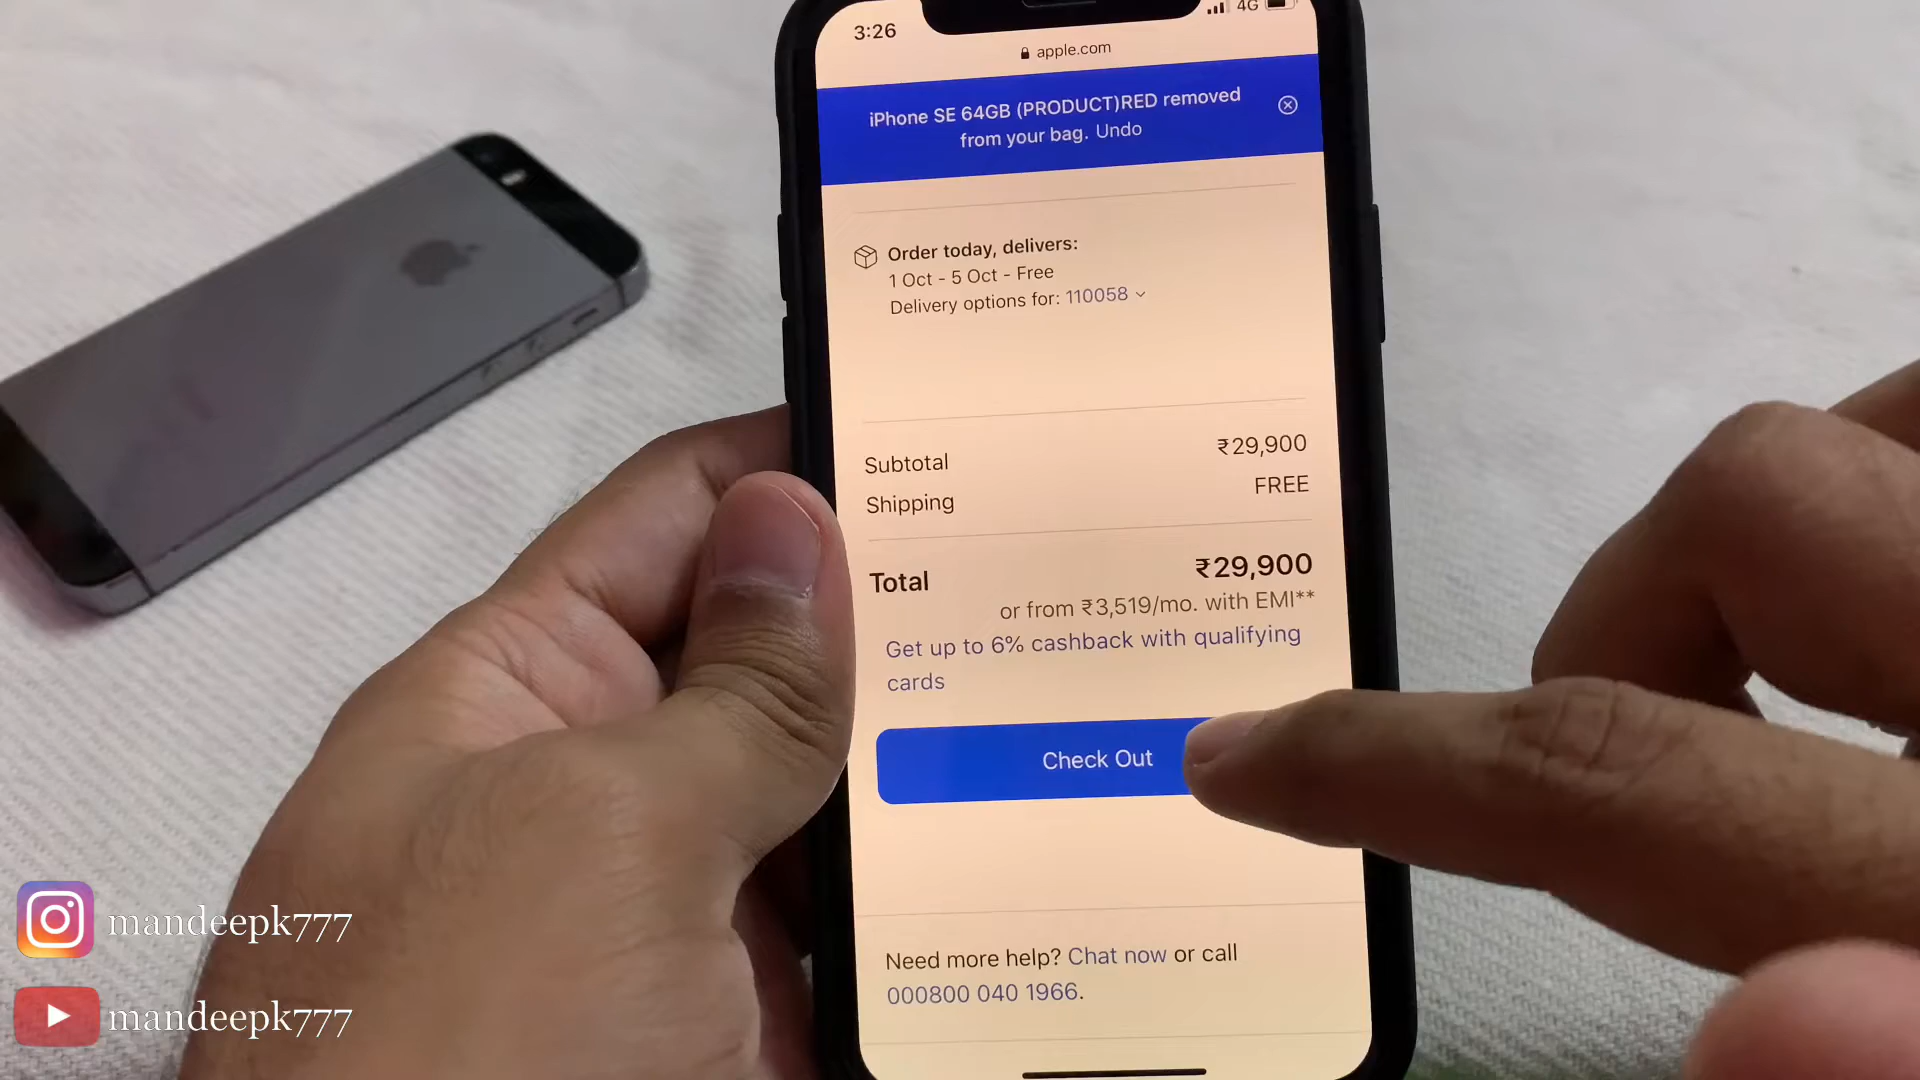 3:26
4G
apple.com
iPhone SE 64GB (PRODUCT)RED removed
from your bag. Undo
Order today, delivers:
1 Oct - 5 Oct - Free
Delivery options for: 110058
Subtotal ₹29,900
Shipping FREE
Total ₹29,900
or from ₹3,519/mo. with EMI**
Get up to 6% cashback with qualifying
cards
Check Out
Need more help? Chat now or call
000800 040 1966.
mandeepk777
mandeepk777